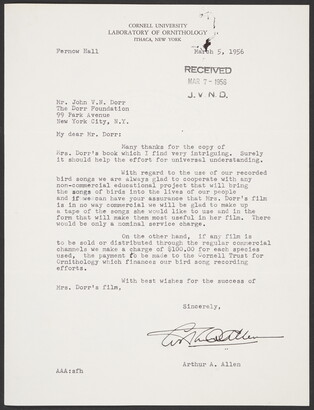 CORNELL UNIVERSITY
LABORATORY OF ORNITHOLOGY
ITHACA, NEW YORK
Fernow Hall
March 5, 1956
RECEIVED
MAR 7 - 1956
J. V. N. D.
Mr. John V.N. Dorr
The Dorr Foundation
99 Park Avenue
New York City, N.Y.
My dear Mr. Dorr:
Many thanks for the copy of
Mrs. Dorr's book which I find very intriguing. Surely
it should help the effort for universal understanding.
With regard to the use of our recorded
bird songs we are always glad to cooperate with any
non-commercial educational project that will bring
the songs of birds into the lives of our people
and if we can have your assurance that Mrs. Dorr's film
is in no way commercial we will be glad to make up
a tape of the songs she would like to use and in the
form that will make them most useful in her film. There
would be only a nominal service charge.
On the other hand, if any film is
to be sold or distributed through the regular commercial
channels we make a charge of $100.00 for each species
used, the payment to be made to the Cornell Trust for
Ornithology which finances our bird song recording
efforts.
With best wishes for the success of
Mrs. Dorr's film,
Sincerely,
Arthur A. Allen
AAA:sfh